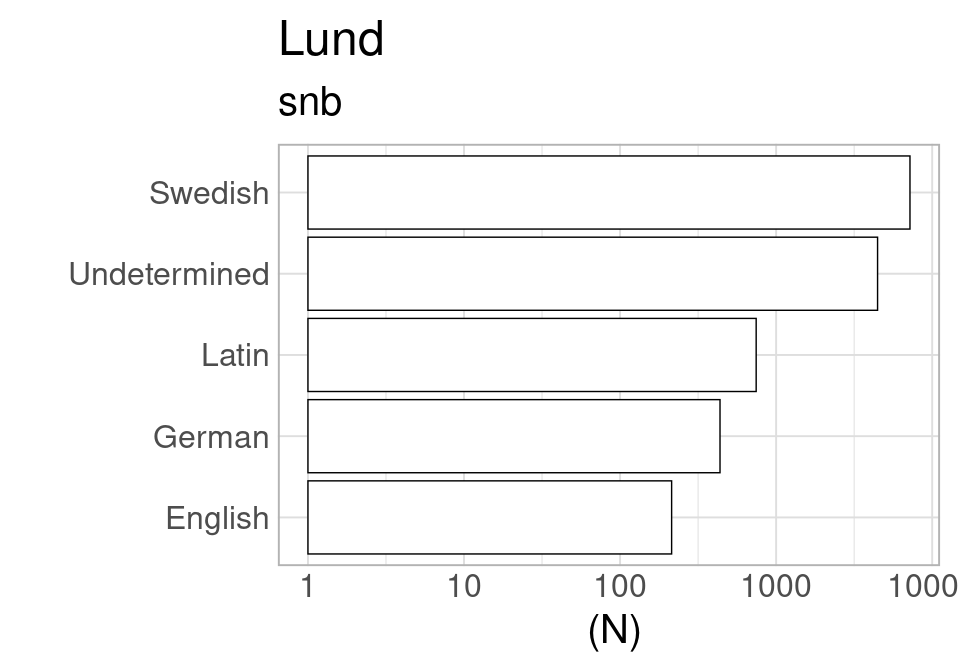 Lund
snb
Swedish
Undetermined
Latin
German
English
1 10 100 1000 1000
(N)